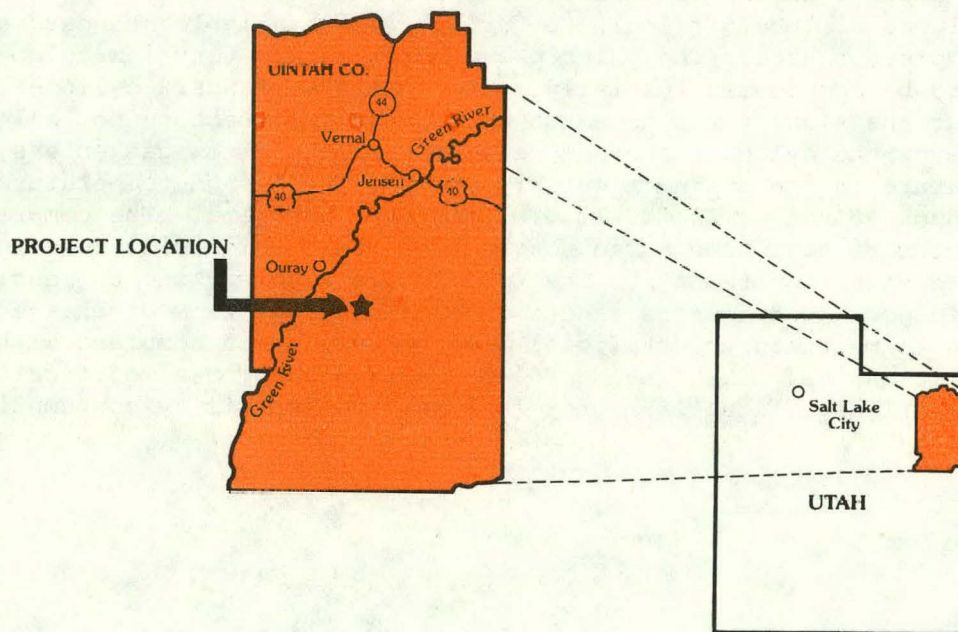 UINTAH CO.
44
Green River
Vernal
Jensen
40
40
PROJECT LOCATION
Ouray
Green River
Salt Lake
City
UTAH